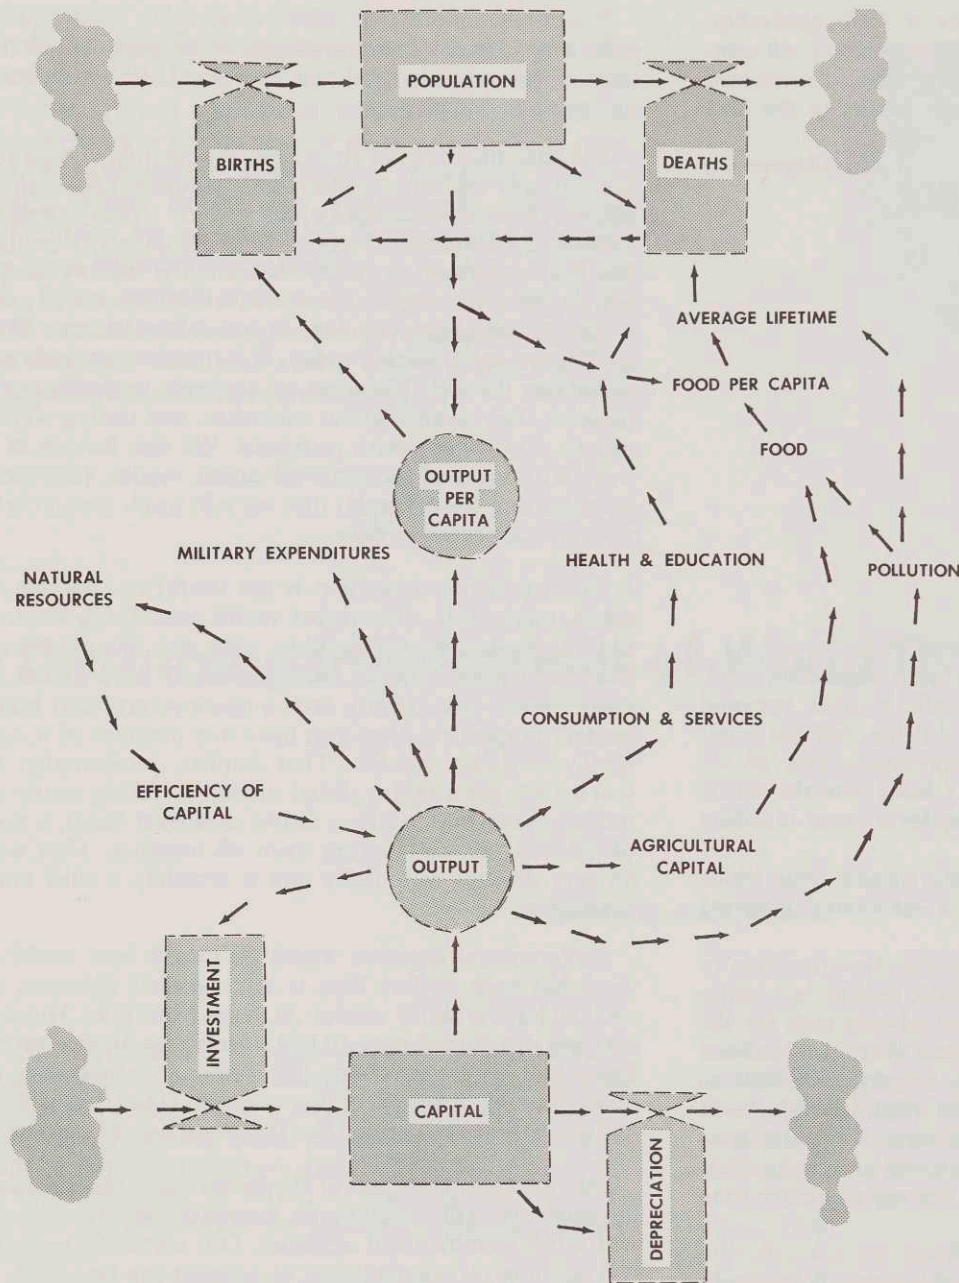 POPULATION
BIRTHS
DEATHS
AVERAGE LIFETIME
FOOD PER CAPITA
FOOD
OUTPUT
PER
CAPITA
MILITARY EXPENDITURES
HEALTH & EDUCATION
POLLUTION
NATURAL
RESOURCES
CONSUMPTION & SERVICES
EFFICIENCY OF
CAPITAL
OUTPUT
AGRICULTURAL
CAPITAL
INVESTMENT
CAPITAL
DEPRECIATION